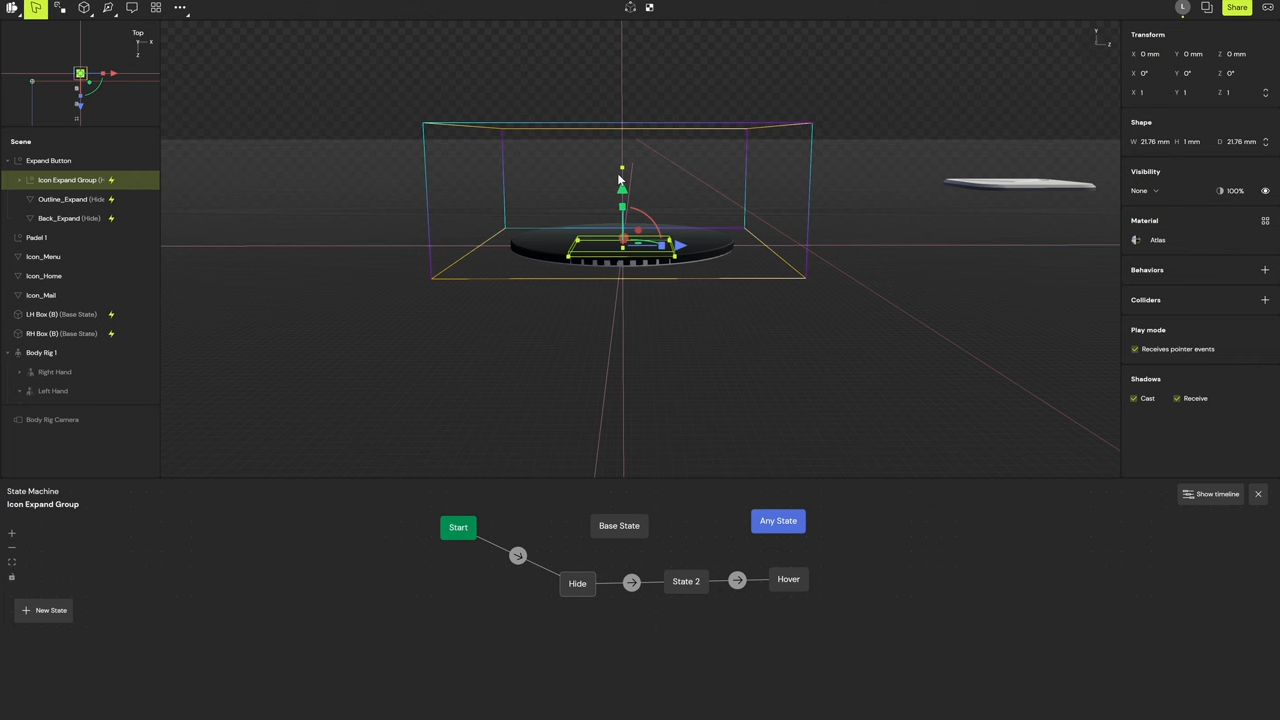 Share
Top
Y
X
Z
Y
Z
Scene
Expand Button
Icon Expand Group (H
Outline_Expand (Hide
Back_Expand (Hide)
Padel 1
Icon_Menu
Icon_Home
Icon_Mail
LH Box (B) (Base State)
RH Box (B) (Base State)
Body Rig 1
Right Hand
Left Hand
Body Rig Camera
L
Transform
X 0 mm Y 0 mm Z 0 mm
X 0° Y 0° Z 0°
X 1 Y 1 Z 1
Shape
W 21.76 mm H 1 mm D 21.76 mm
Visibility
None 100%
Material
Atlas
Behaviors
Colliders
Play mode
Receives pointer events
Shadows
Cast Receive
State Machine
Icon Expand Group
Show timeline
Start
Base State
Any State
Hide
State 2
Hover
New State